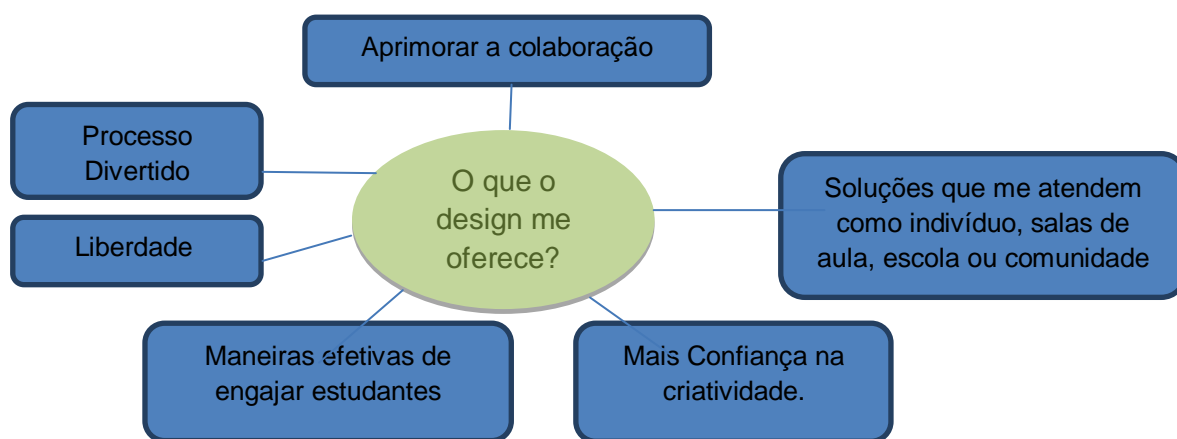 Aprimorar a colaboração
Processo
Divertido
O que o
design me
oferece?
Soluções que me atendem
como indivíduo, salas de
aula, escola ou comunidade
Liberdade
Maneiras efetivas de
engajar estudantes
Mais Confiança na
criatividade.